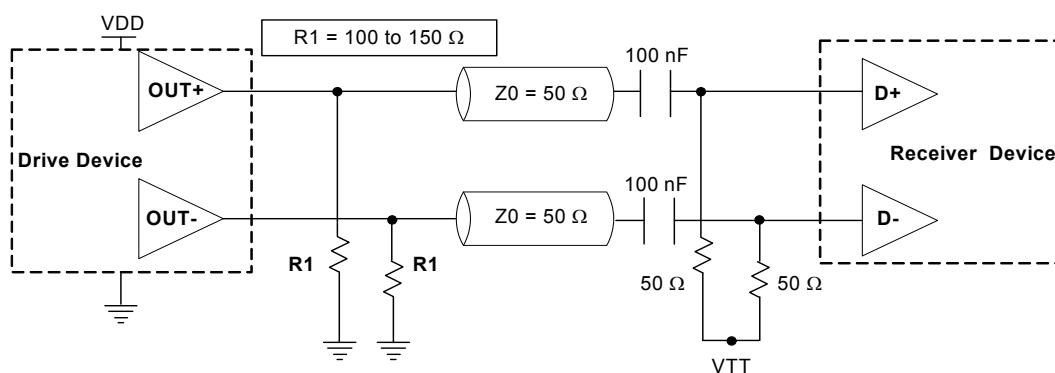 VDD
R1 = 100 to 150 Ω
100 nF
OUT+
Z0 = 50 Ω
D+
Drive Device
Receiver Device
100 nF
OUT-
Z0 = 50 Ω
D-
R1
R1
50 Ω
50 Ω
VTT